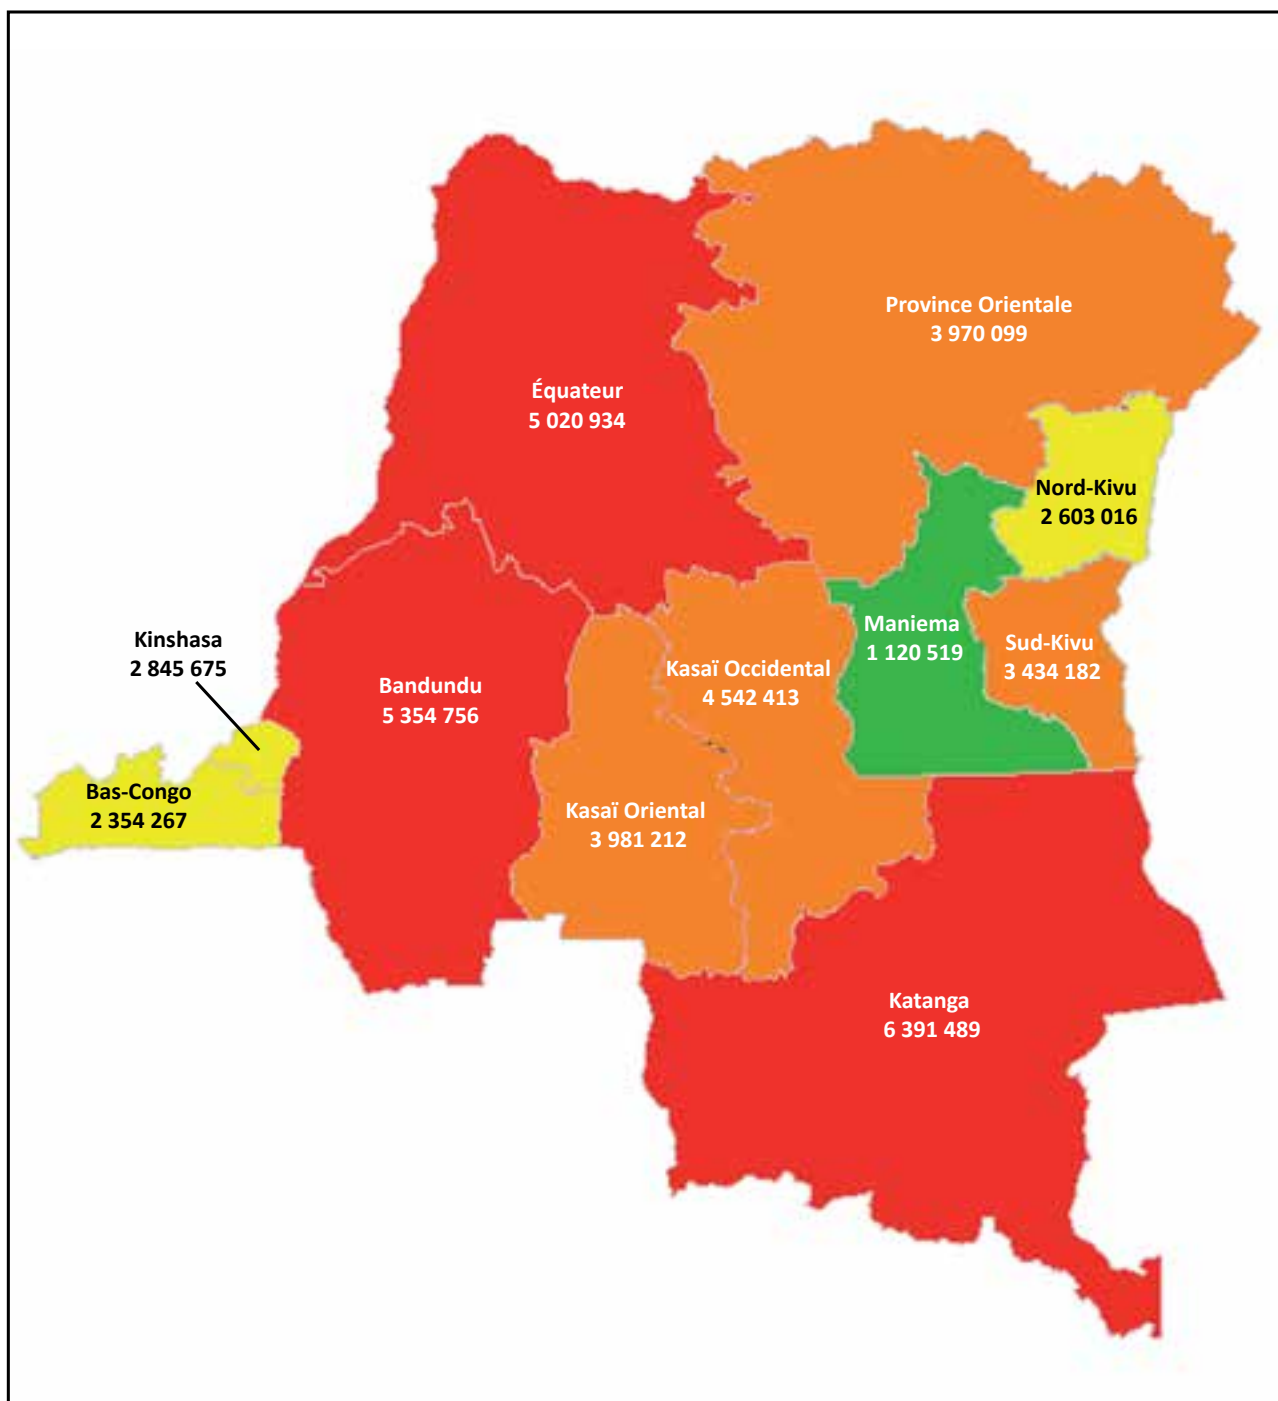 Province Orientale
3 970 099
Équateur
5 020 934
Nord-Kivu
2 603 016
Maniema
1 120 519
Kinshasa
2 845 675
Sud-Kivu
3 434 182
Kasaï Occidental
4 542 413
Bandundu
5 354 756
Bas-Congo
2 354 267
Kasaï Oriental
3 981 212
Katanga
6 391 489